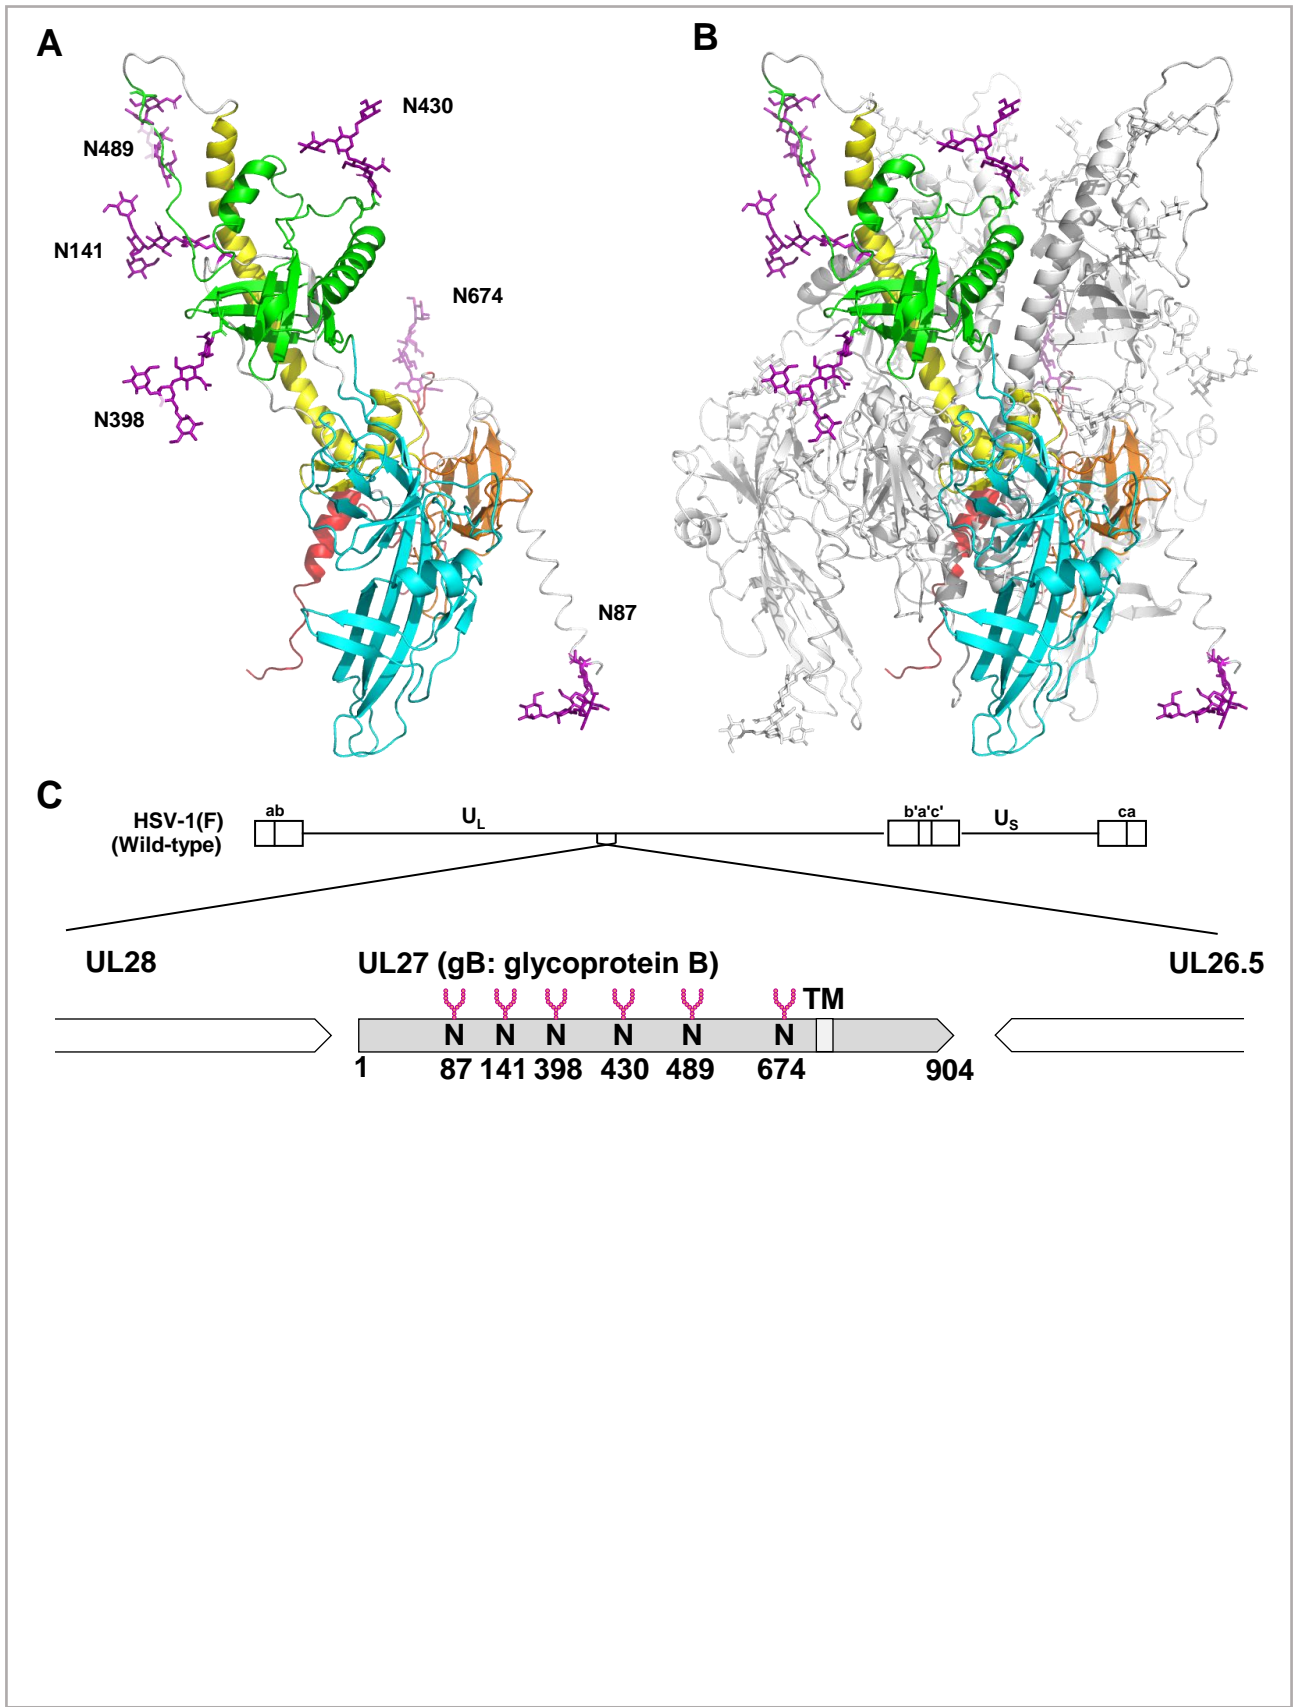 A
B
N430
N489
N141
N674
N398
N87
C
HSV-1(F)
(Wild-type)
ab
UL
b'a'c'
US
ca
UL28
UL27 (gB: glycoprotein B)
UL26.5
TM
N N N N N N
1 87 141 398 430 489 674 904